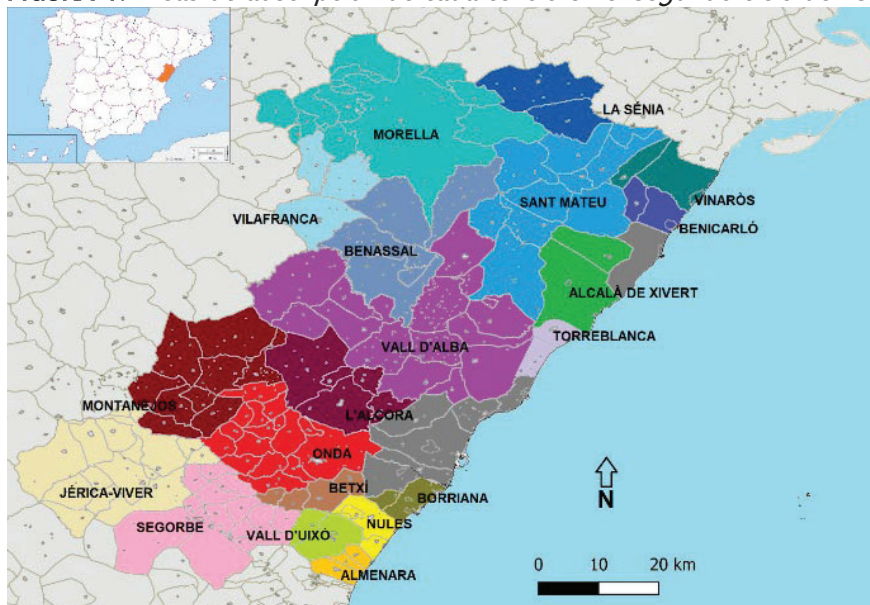 LA SÉNIA
MORELLA
SANT MATEU
VINARÒS
VILAFRANCA
BENICARLÓ
BENASSAL
ALCALÀ DE XIVERT
TORREBLANCA
VALL D'ALBA
MONTANEJOS
L'ALCORA
ONDA
JÉRICA-VIVER
BETXÍ
BORRIANA
N
SEGORBE
NULES
VALL D'UIXÓ
ALMENARA
0 10 20 km